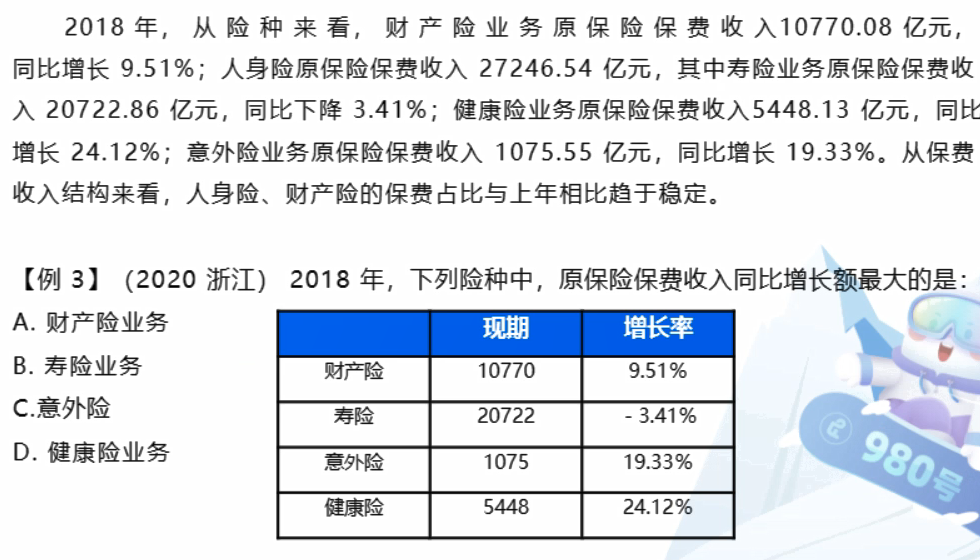 2018 年，从险种来看，财产险业务原保险保费收入10770.08 亿元，
同比增长 9.51%；人身险原保险保费收入 27246.54 亿元，其中寿险业务原保险保费收
入 20722.86 亿元，同比下降 3.41%；健康险业务原保险保费收入5448.13 亿元，同比
增长 24.12%；意外险业务原保险保费收入 1075.55 亿元，同比增长 19.33%。从保费
收入结构来看，人身险、财产险的保费占比与上年相比趋于稳定。
【例 3】（2020 浙江） 2018 年，下列险种中，原保险保费收入同比增长额最大的是：
A. 财产险业务
B. 寿险业务
C.意外险
D. 健康险业务
现期 增长率
财产险 10770 9.51%
寿险 20722 - 3.41%
意外险 1075 19.33%
健康险 5448 24.12%
980号